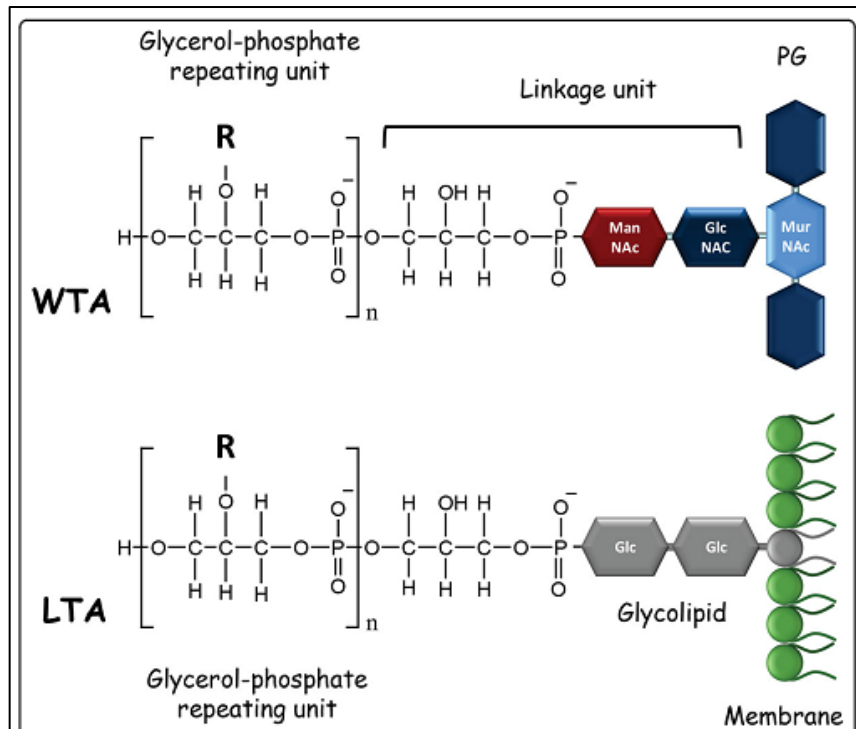 Glycerol-phosphate
repeating unit
PG
Linkage unit
R
H O H O⁻
H–O–C–C–C–O–P–O–C–C–C–O–P
H H H O
n
H OH H O⁻
H H H O
Man
NAc
Glc
NAC
Mur
NAc
WTA
R
H O H O⁻
H–O–C–C–C–O–P–O–C–C–C–O–P
H H H O
n
H OH H O⁻
H H H O
Glc
Glc
LTA
Glycolipid
Glycerol-phosphate
repeating unit
Membrane